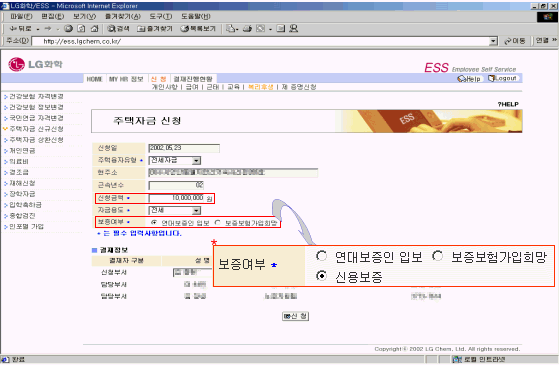 LG화학/ESS - Microsoft Internet Explorer
파일(F) 편집(E) 보기(V) 즐겨찾기(A) 도구(T) 도움말(H)
뒤로 검색 즐겨찾기 목록보기
주소(D) http://ess.lgchem.co.kr/ 이동 연결 »
LG화학
ESS Employee Self Service
HOME MY HR 정보 신 청 결재진행현황
Help Logout
개인사항 | 급여 | 근태 | 교육 | 복리후생 | 제 증명신청
건강보험 자격변경
건강보험 정보변경
국민연금 자격변경
주택자금 신규신청
주택자금 상환신청
개인연금
의료비
경조금
재해신청
장학자금
입학축하금
종합검진
인포멜 가입
?HELP
주택자금 신청
ESP
신청일 2002.05.23
주택융자유형 * 전세자금
현주소
근속년수 02
신청금액 * 10,000,000 원
자금용도 * 전세
보증여부 * 연대보증인 입보 보증보험가입희망
* 는 필수 입력사항입니다.
*
보증여부 * 연대보증인 입보 보증보험가입희망
신용보증
결재정보
결재자 구분 성 명
신청부서
담당부서
담당부서
신 청
Copyright© 2002 LG Chem, Ltd. All rights reserved.
완료 로컬 인트라넷